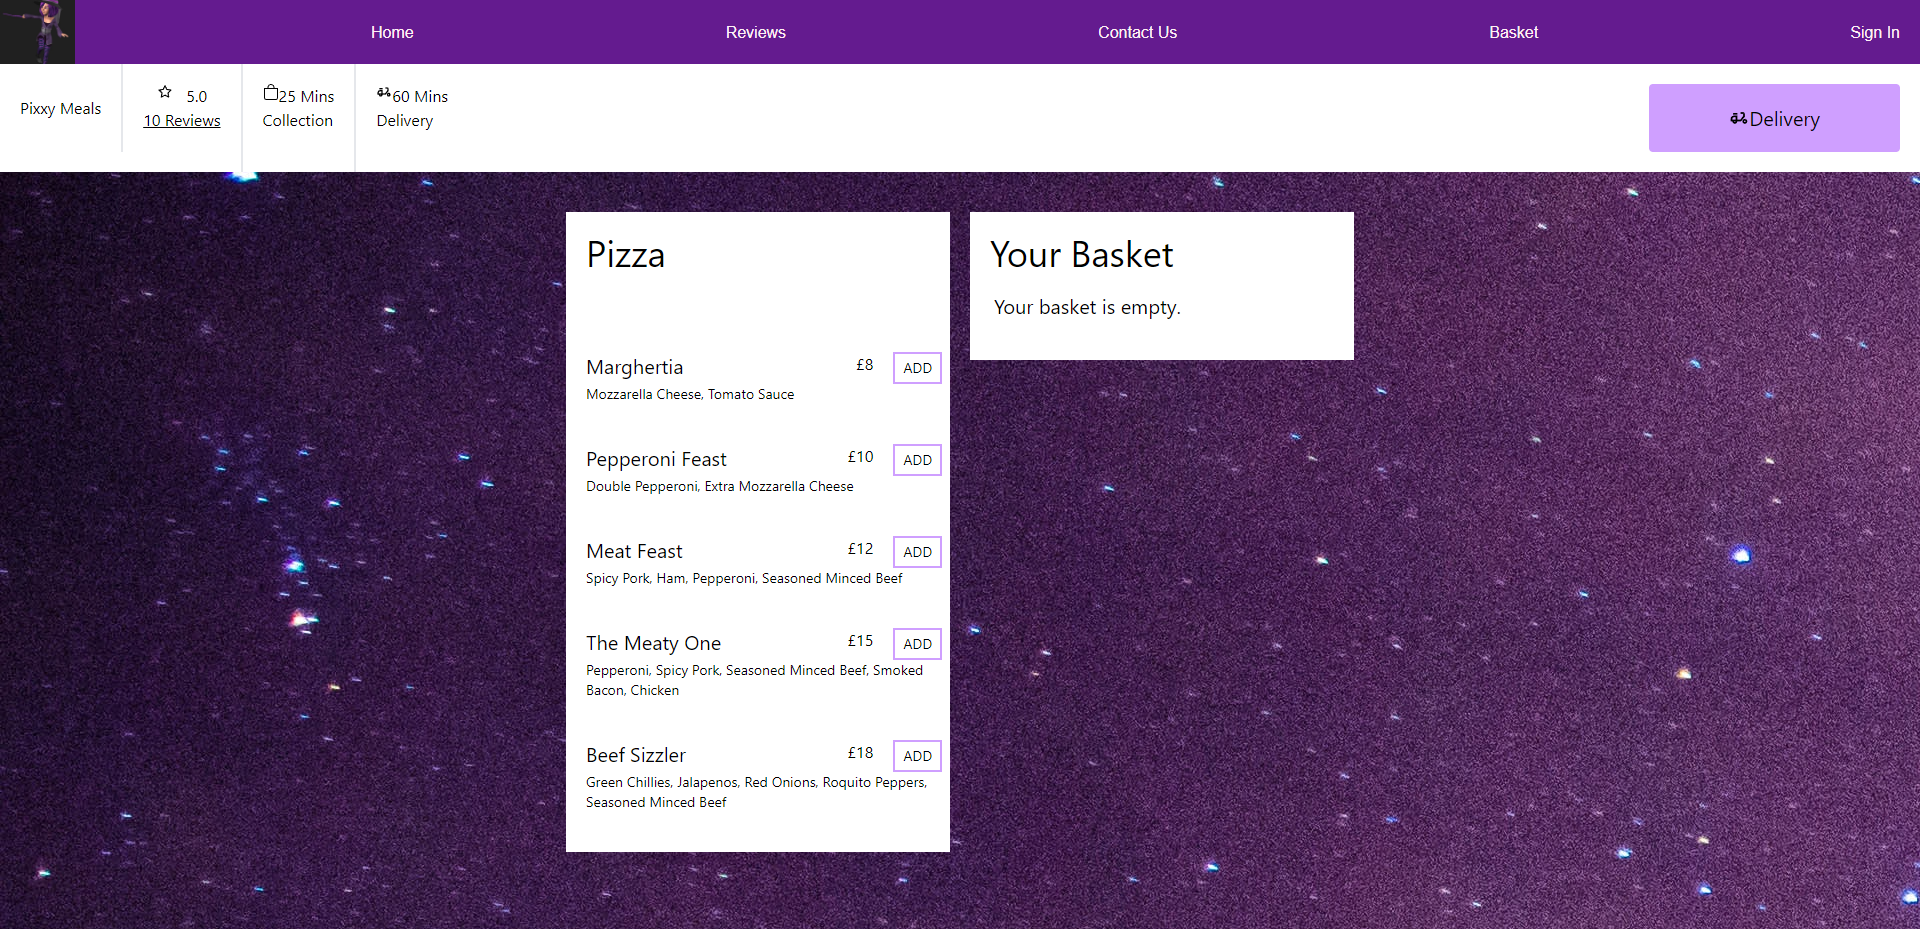 Home
Reviews
Contact Us
Basket
Sign In
Pixxy Meals
5.0
10 Reviews
25 Mins
Collection
60 Mins
Delivery
Delivery
Pizza
Marghertia £8 ADD
Mozzarella Cheese, Tomato Sauce
Pepperoni Feast £10 ADD
Double Pepperoni, Extra Mozzarella Cheese
Meat Feast £12 ADD
Spicy Pork, Ham, Pepperoni, Seasoned Minced Beef
The Meaty One £15 ADD
Pepperoni, Spicy Pork, Seasoned Minced Beef, Smoked
Bacon, Chicken
Beef Sizzler £18 ADD
Green Chillies, Jalapenos, Red Onions, Roquito Peppers,
Seasoned Minced Beef
Your Basket
Your basket is empty.